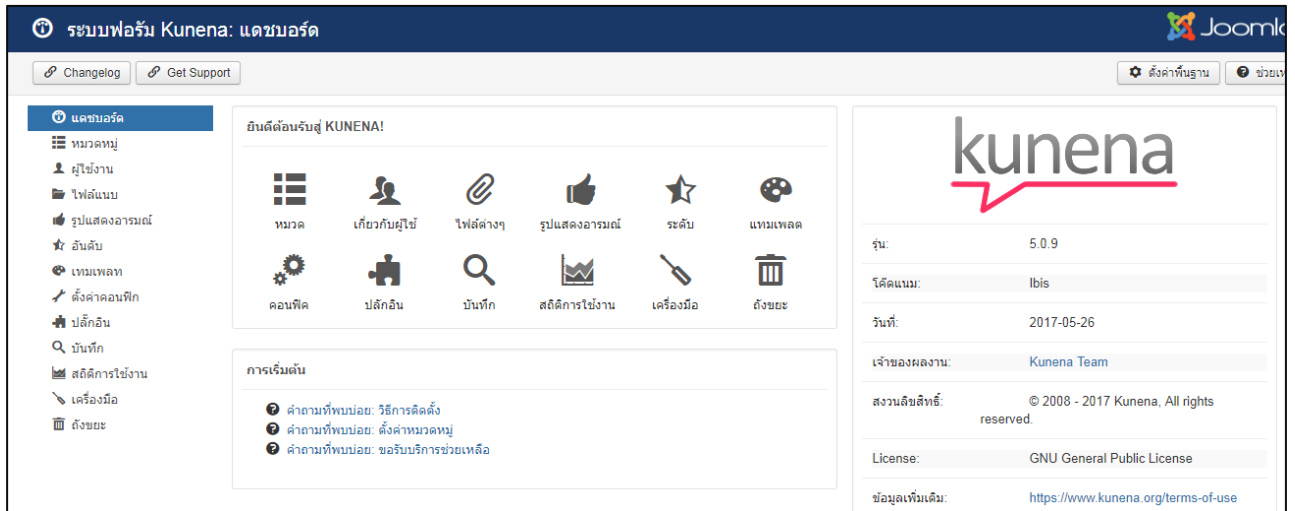 ระบบฟอรั่ม Kunena: แดชบอร์ด
Jooml
Changelog
Get Support
ตั้งค่าพื้นฐาน
แดชบอร์ด
หมวดหมู่
ผู้ใช้งาน
ไฟล์แนบ
รูปแสดงอารมณ์
อันดับ
เทมเพลท
ตั้งค่าคอนฟิก
ปลั๊กอิน
บันทึก
สถิติการใช้งาน
เครื่องมือ
ถังขยะ
ยินดีต้อนรับสู่ KUNENA!
หมวด เกี่ยวกับผู้ใช้ ไฟล์ต่างๆ รูปแสดงอารมณ์ ระดับ แทมเพลต
คอนฟิค ปลั๊กอิน บันทึก สถิติการใช้งาน เครื่องมือ ถังขยะ
การเริ่มต้น
คำถามที่พบบ่อย: วิธีการติดตั้ง
คำถามที่พบบ่อย: ตั้งค่าหมวดหมู่
คำถามที่พบบ่อย: ขอรับบริการช่วยเหลือ
kunena
รุ่น: 5.0.9
โค๊ดแนม: Ibis
วันที่: 2017-05-26
เจ้าของผลงาน: Kunena Team
สงวนลิขสิทธิ์: © 2008 - 2017 Kunena, All rights
reserved.
License: GNU General Public License
ข้อมูลเพิ่มเติม: https://www.kunena.org/terms-of-use